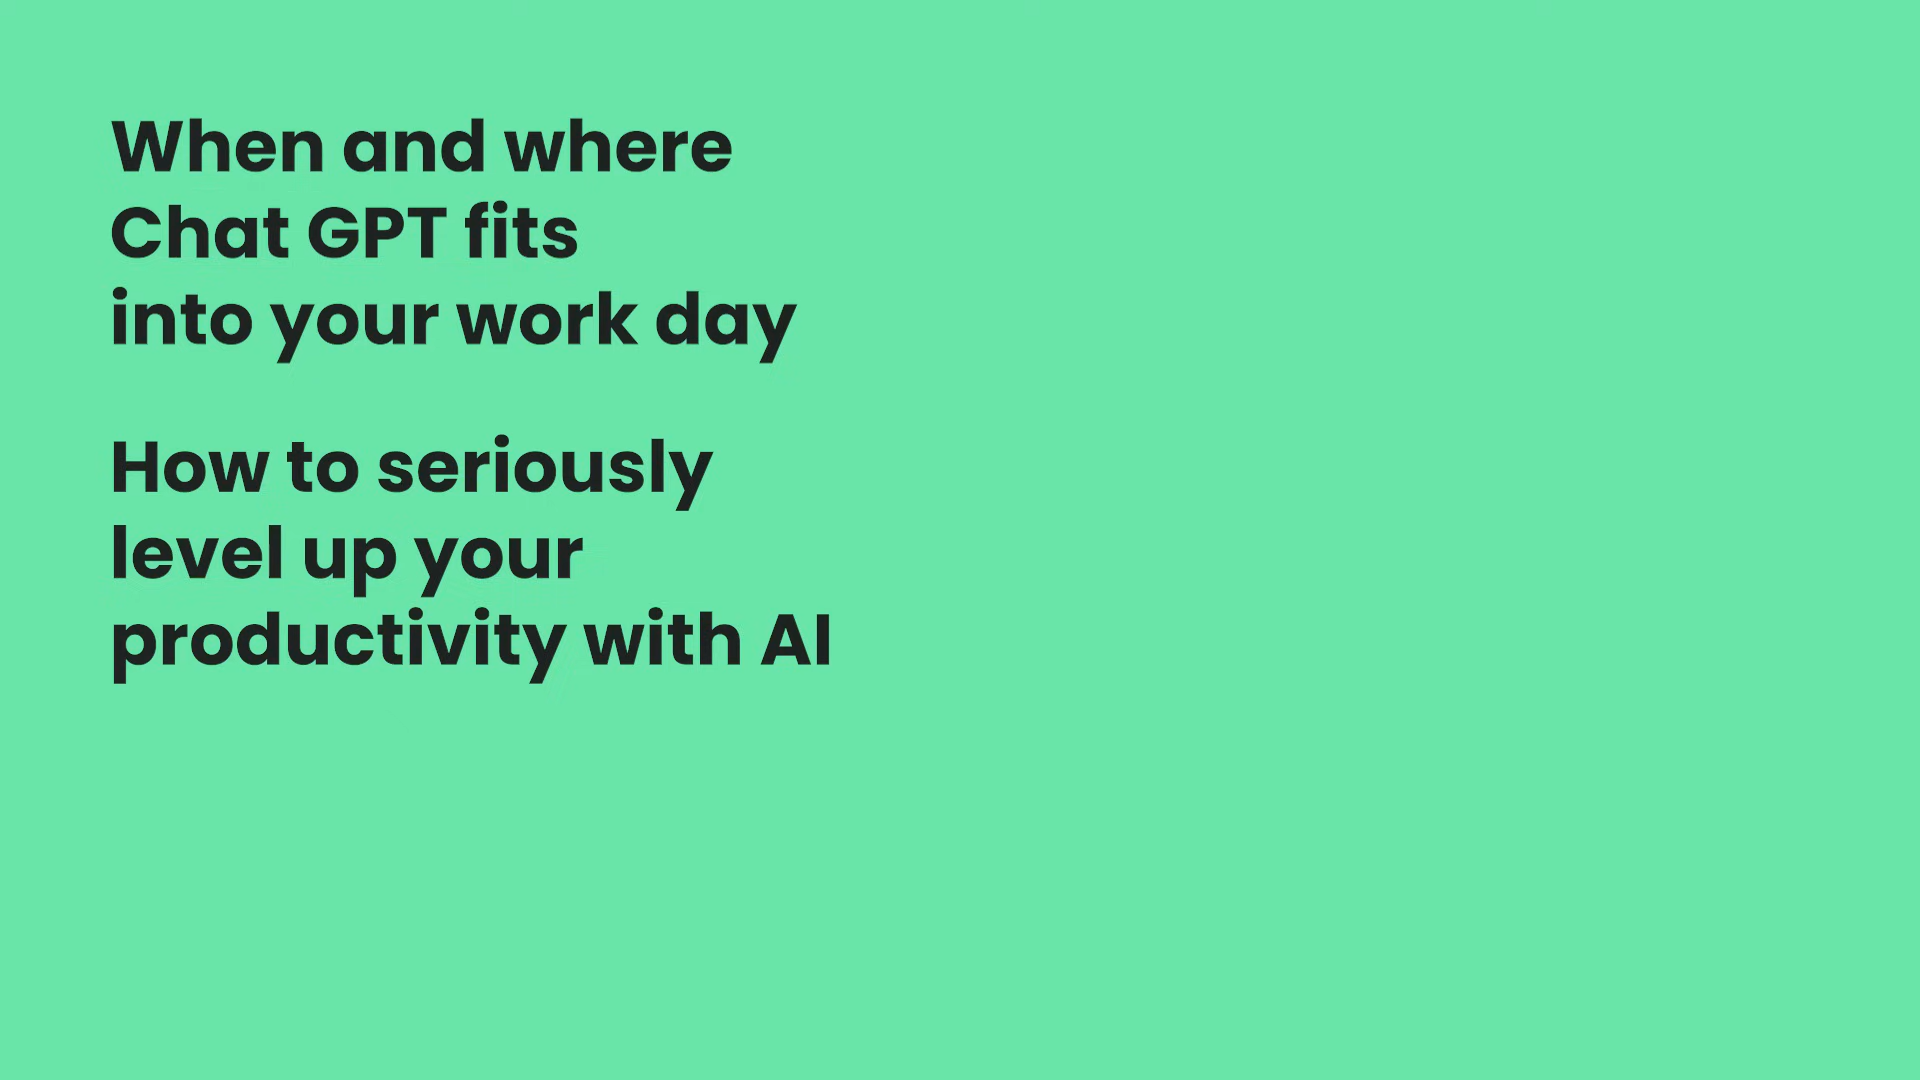 When and where
Chat GPT fits
into your work day
How to seriously
level up your
productivity with AI